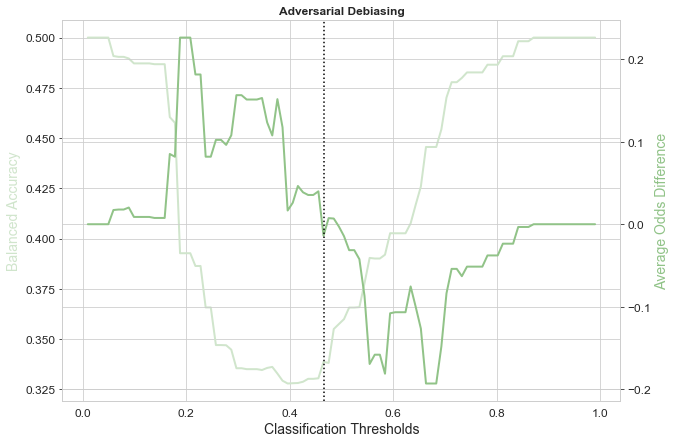 Adversarial Debiasing
Balanced Accuracy
0.500
0.475
0.450
0.425
0.400
0.375
0.350
0.325
0.2
0.1
0.0
−0.1
−0.2
Average Odds Difference
0.0 0.2 0.4 0.6 0.8 1.0
Classification Thresholds